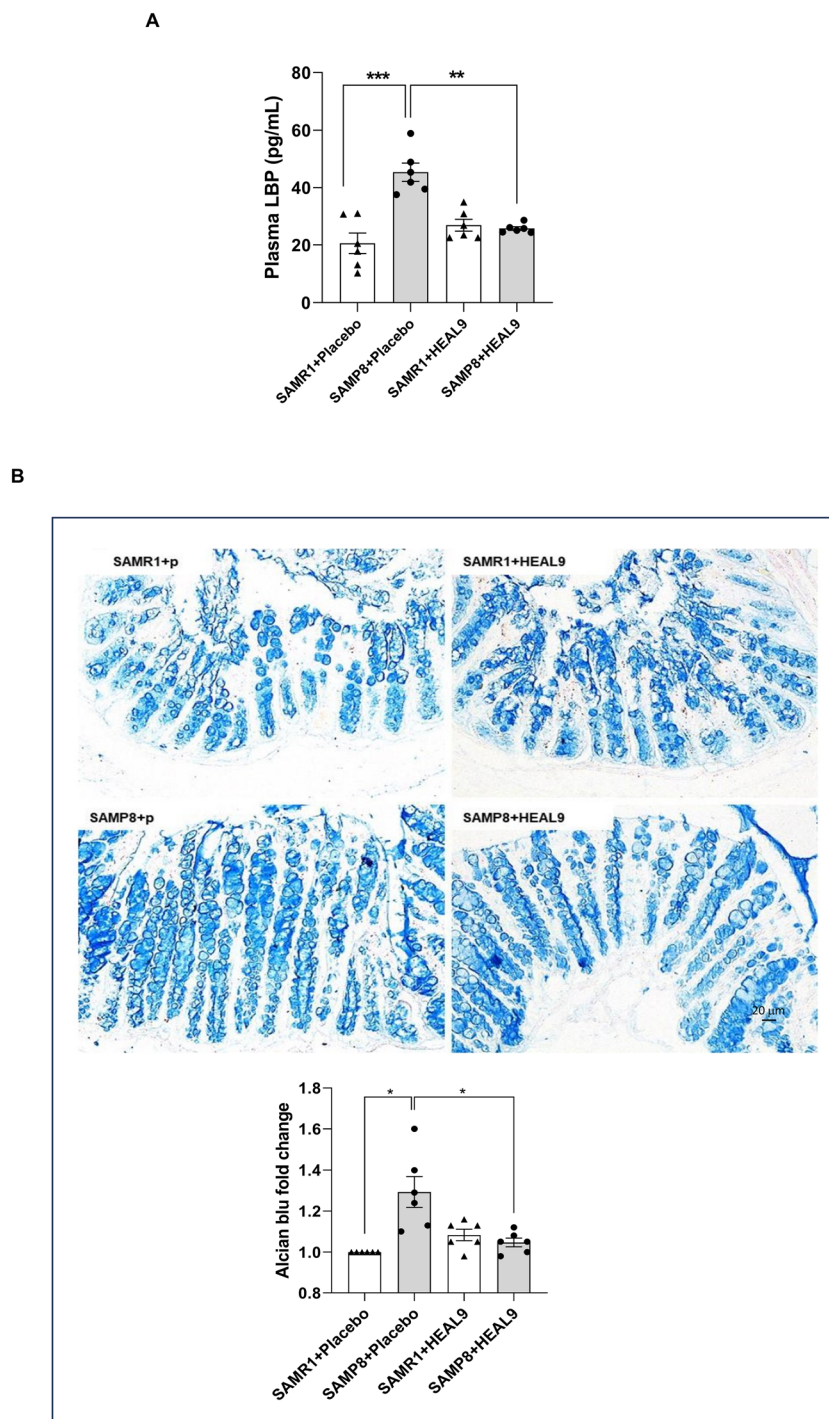 A
80
60
40
20
0
Plasma LBP (pg/mL)
***
**
SAMR1+Placebo
SAMP8+Placebo
SAMR1+HEAL9
SAMP8+HEAL9
B
SAMR1+p
SAMR1+HEAL9
SAMP8+p
SAMP8+HEAL9
20 µm
1.8
1.6
1.4
1.2
1.0
0.8
Alcian blu fold change
*
*
SAMR1+Placebo
SAMP8+Placebo
SAMR1+HEAL9
SAMP8+HEAL9